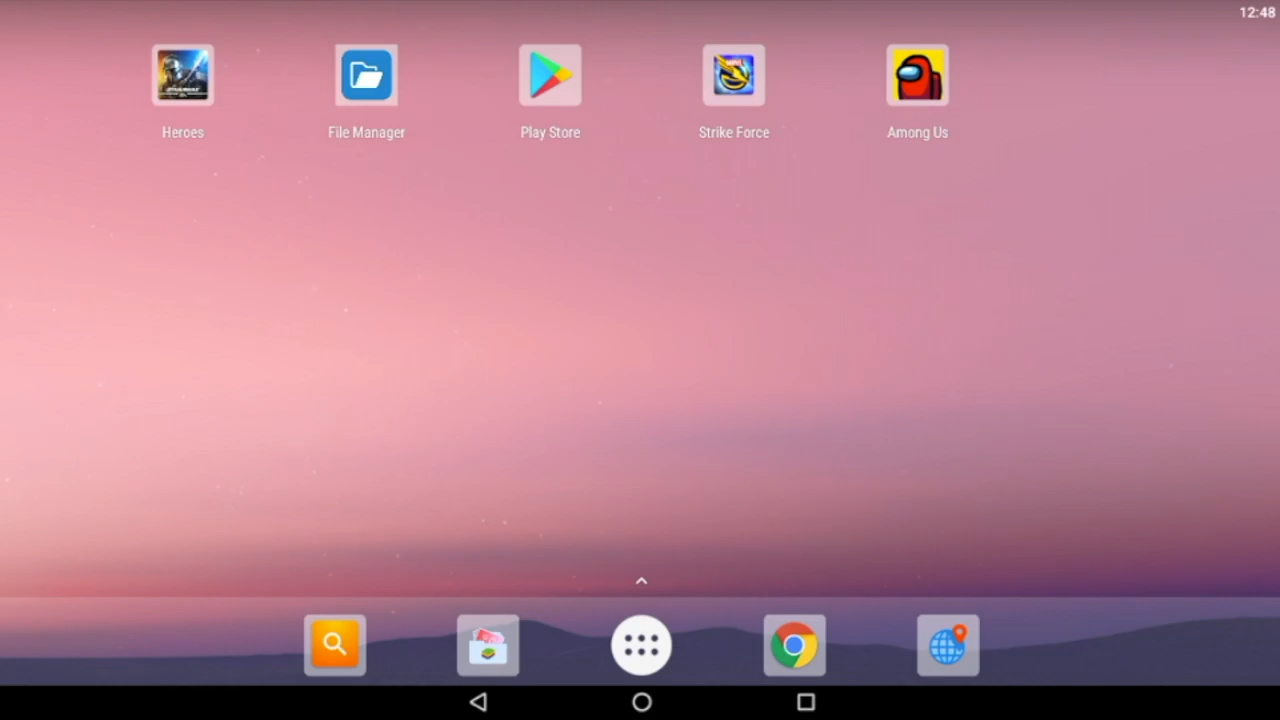 12:48
Heroes
File Manager
Play Store
Strike Force
Among Us